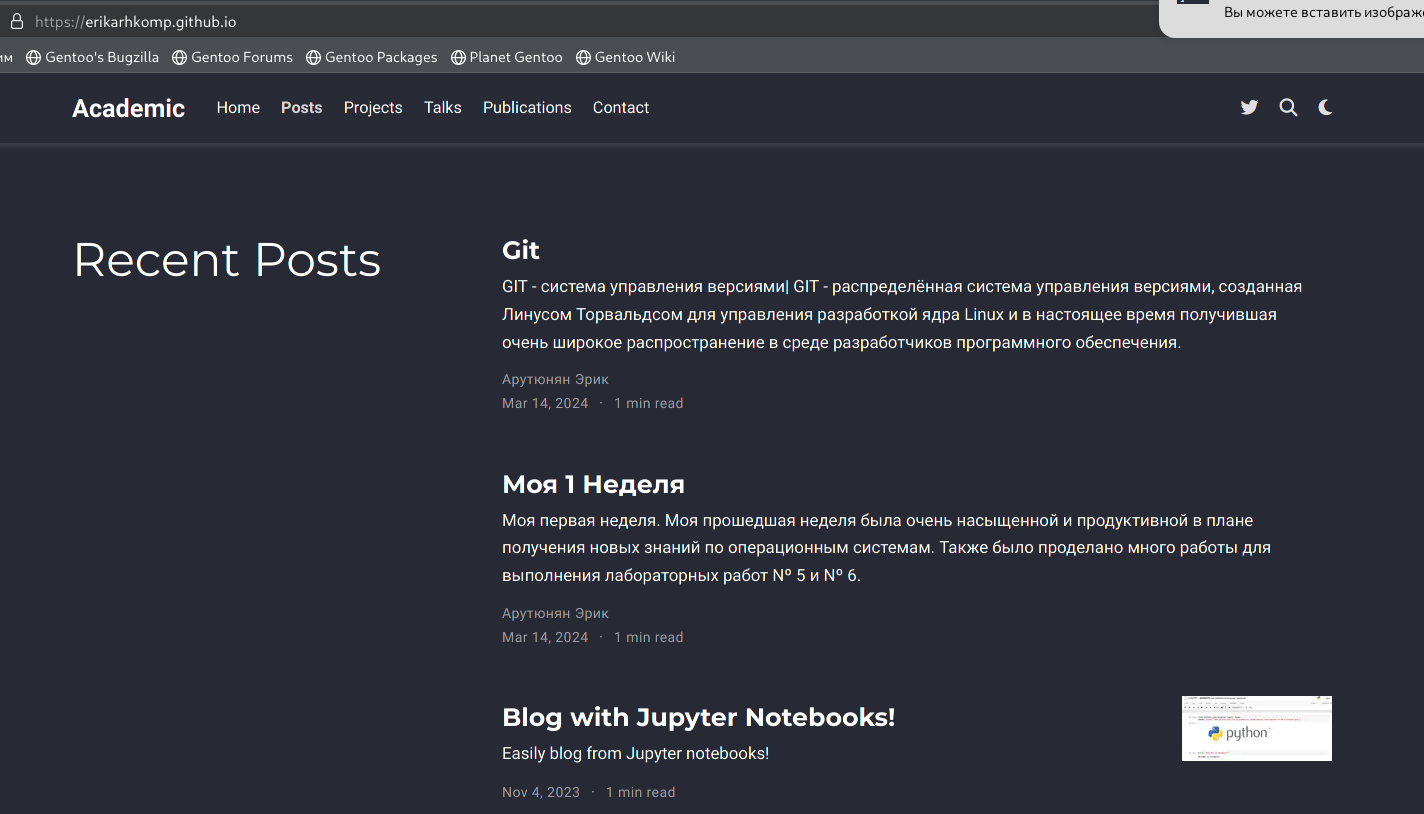 https://erikarhkomp.github.io
Вы можете вставить изображ
им Gentoo's Bugzilla Gentoo Forums Gentoo Packages Planet Gentoo Gentoo Wiki
Academic Home Posts Projects Talks Publications Contact
Recent Posts
Git
GIT - система управления версиями| GIT - распределённая система управления версиями, созданная
Линусом Торвальдсом для управления разработкой ядра Linux и в настоящее время получившая
очень широкое распространение в среде разработчиков программного обеспечения.
Арутюнян Эрик
Mar 14, 2024 · 1 min read
Моя 1 Неделя
Моя первая неделя. Моя прошедшая неделя была очень насыщенной и продуктивной в плане
получения новых знаний по операционным системам. Также было проделано много работы для
выполнения лабораторных работ № 5 и № 6.
Арутюнян Эрик
Mar 14, 2024 · 1 min read
Blog with Jupyter Notebooks!
Easily blog from Jupyter notebooks!
Nov 4, 2023 · 1 min read
python